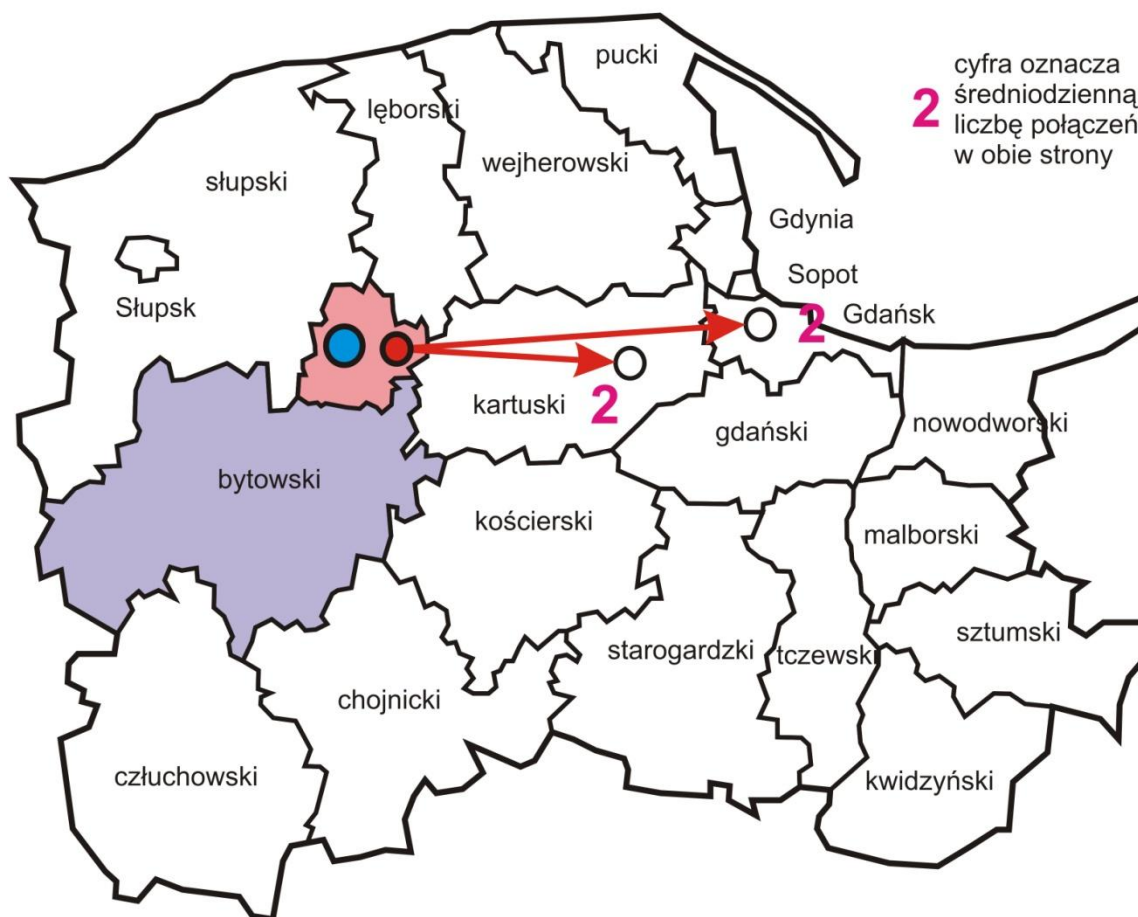 pucki
cyfra oznacza
2 średniodzienną
liczbę połączeń
w obie strony
lęborski
wejherowski
słupski
Gdynia
Sopot
Słupsk
2 Gdańsk
kartuski 2
gdański
nowodworski
bytowski
kościerski
malborski
starogardzki
tczewski
sztumski
chojnicki
człuchowski
kwidzyński